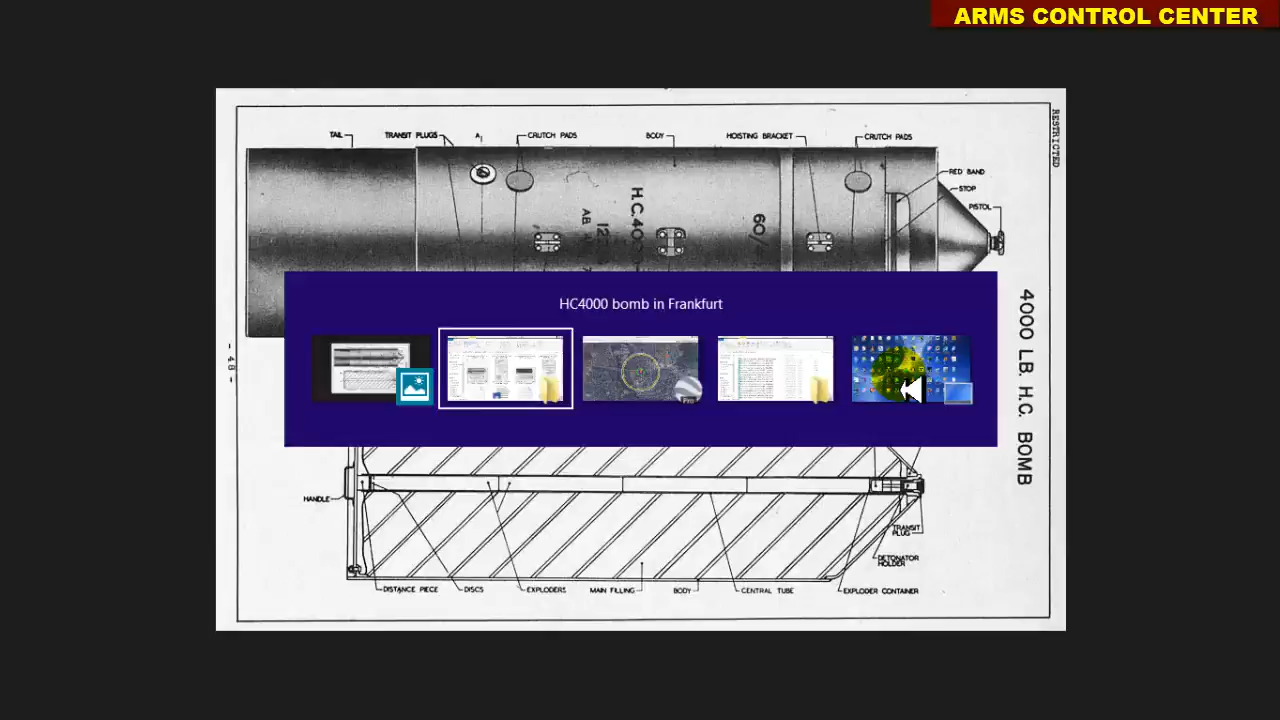 ARMS CONTROL CENTER
RESTRICTED
TAIL
TRANSIT PLUGS
A
CRUTCH PADS
BODY
HOISTING BRACKET
CRUTCH PADS
RED BAND
STOP
PISTOL
60/
4000 LB. H.C. BOMB
- 48 -
HC4000 bomb in Frankfurt
Pro
HANDLE
TRANSIT PLUG
DETONATOR HOLDER
DISTANCE PIECE
DISCS
EXPLODERS
MAIN FILLING
BODY
CENTRAL TUBE
EXPLODER CONTAINER